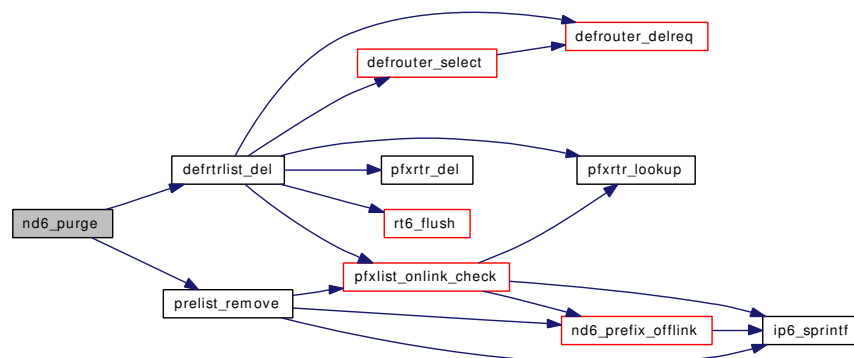 defrouter_delreq
defrouter_select
defrtrlist_del
pfxrtr_del
pfxrtr_lookup
nd6_purge
rt6_flush
pfxlist_onlink_check
prelist_remove
nd6_prefix_offlink
ip6_sprintf